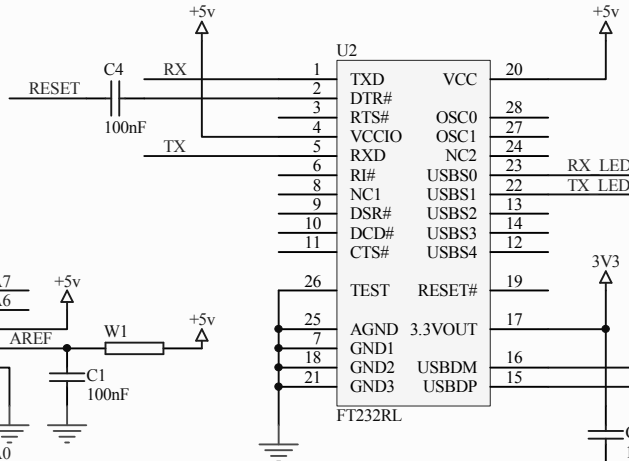 +5v +5v
U2
C4 RX 1 TXD VCC 20
RESET 2 DTR#
100nF 3 RTS# OSC0 28
4 VCCIO OSC1 27
TX 5 RXD NC2 24
6 RI# USBS0 23 RX LED
8 NC1 USBS1 22 TX LED
9 DSR# USBS2 13
10 DCD# USBS3 14
11 CTS# USBS4 12
3V3
26 TEST RESET# 19
A7 +5v
A6
+5v
25 AGND 3.3VOUT 17
AREF W1 7 GND1
18 GND2 USBDM 16
C1 21 GND3 USBDP 15
100nF
FT232RL
A0